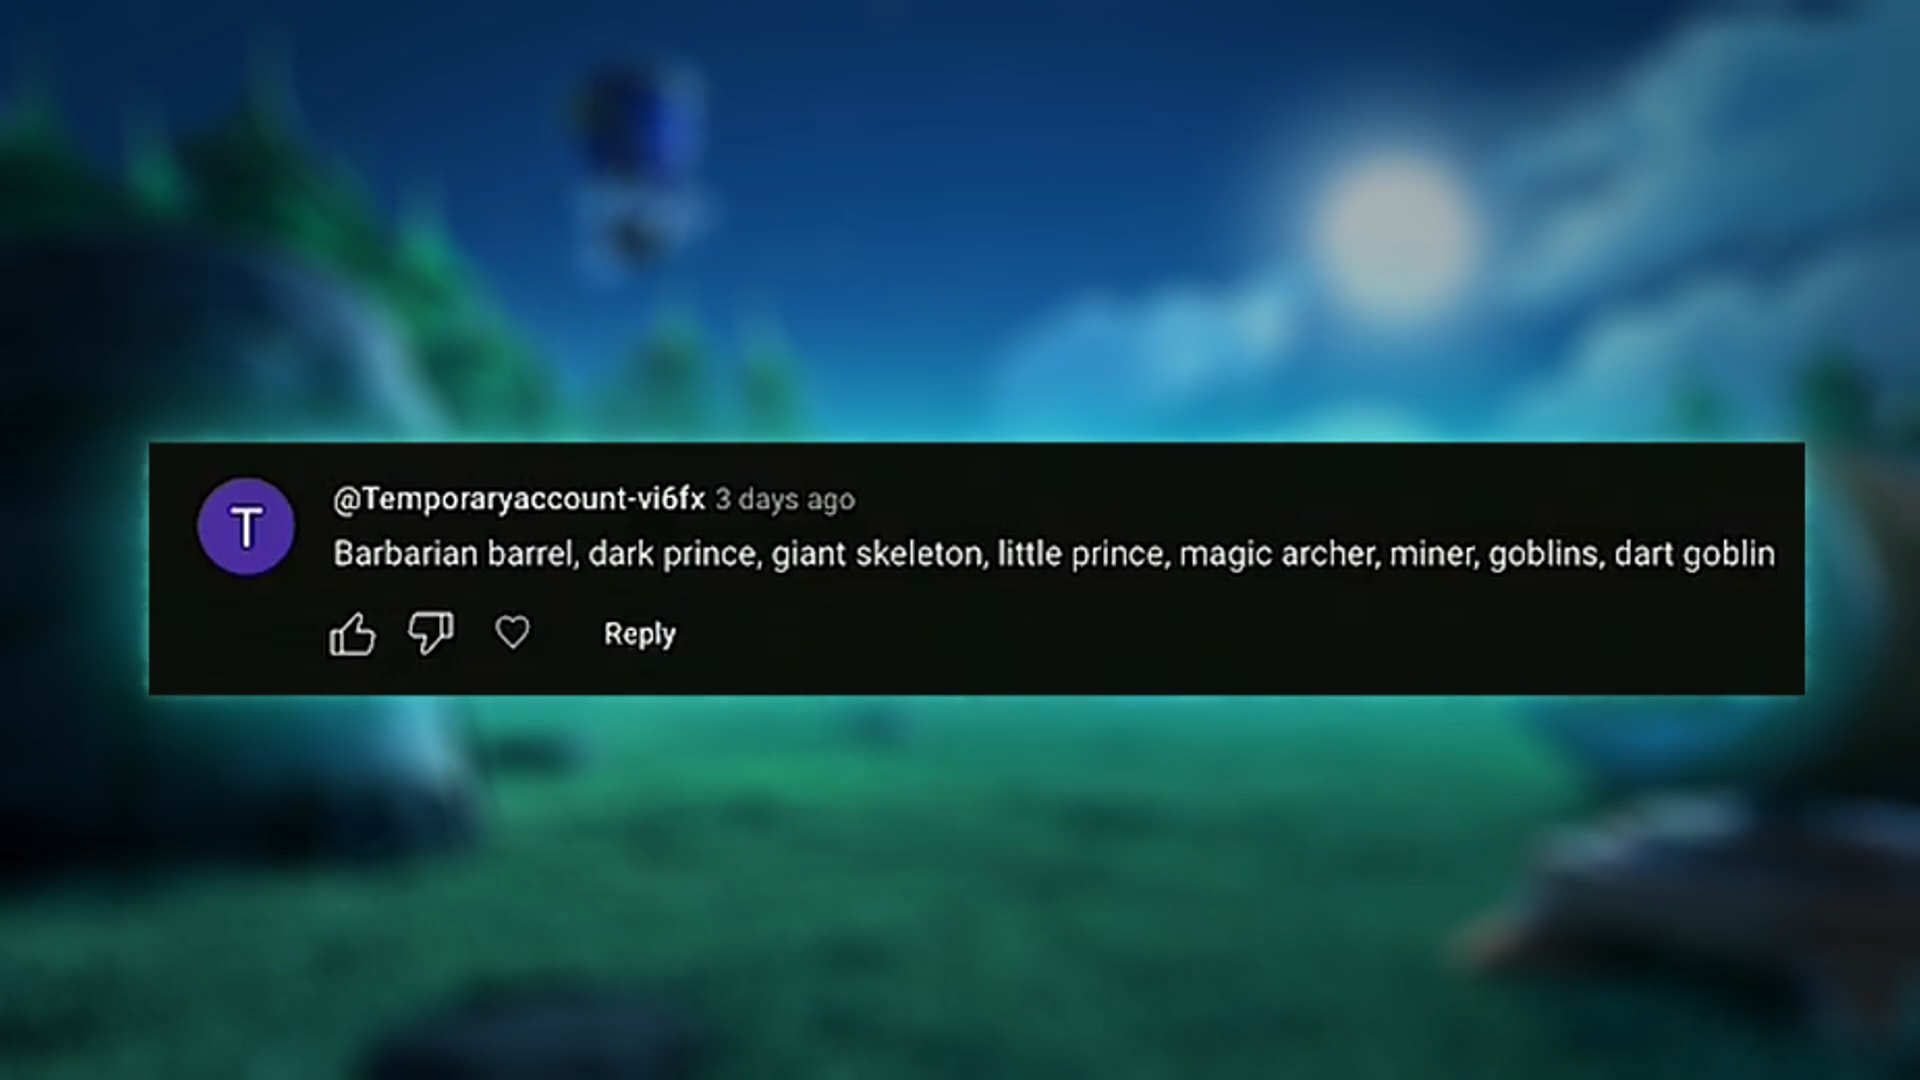 T
@Temporaryaccount-vi6fx 3 days ago
Barbarian barrel, dark prince, giant skeleton, little prince, magic archer, miner, goblins, dart goblin
Reply